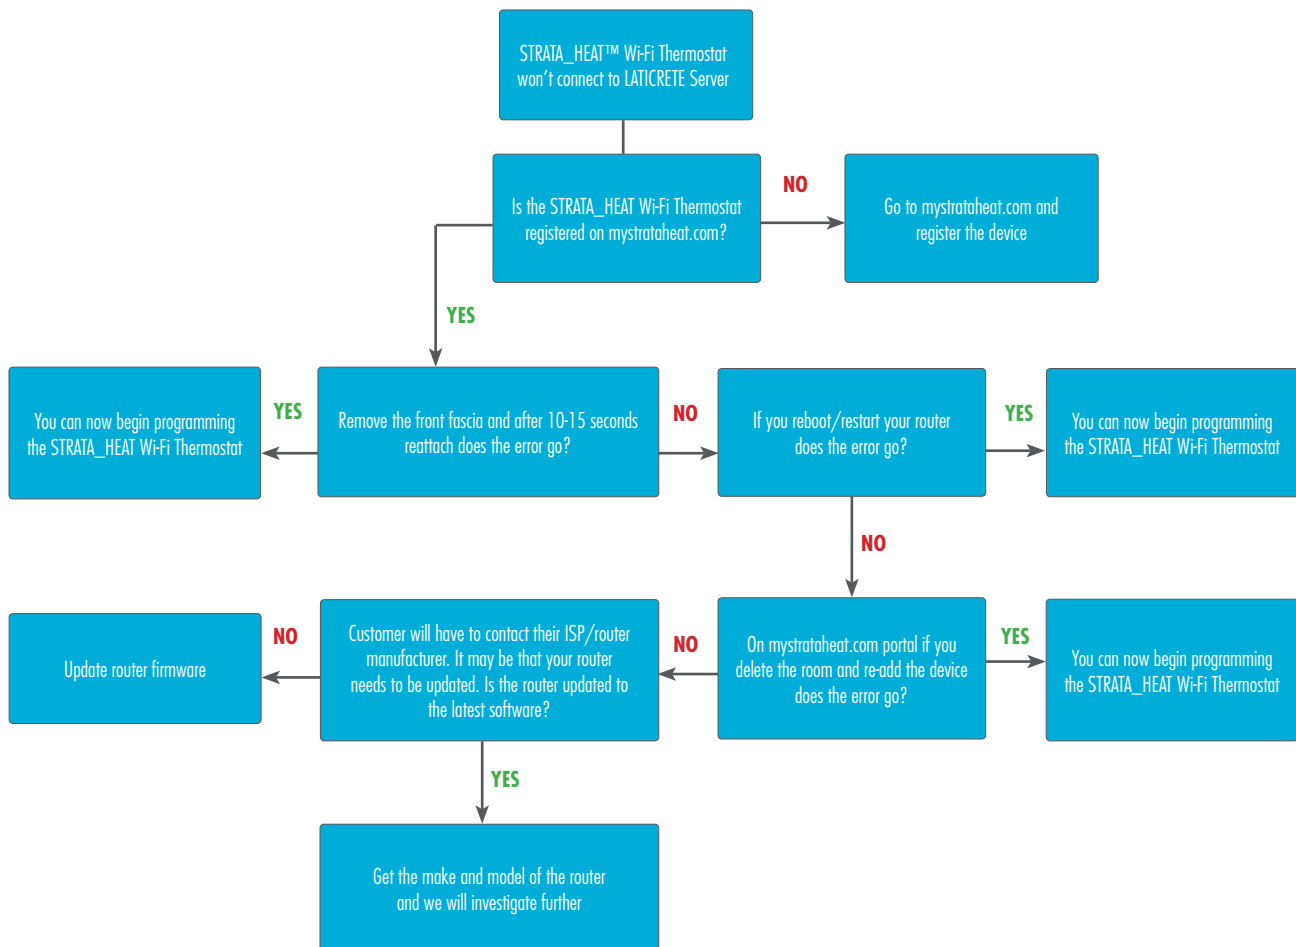 STRATA_HEAT™ Wi-Fi Thermostat
won't connect to LATICRETE Server
Is the STRATA_HEAT Wi-Fi Thermostat
registered on mystrataheat.com?
NO
Go to mystrataheat.com and
register the device
YES
You can now begin programming
the STRATA_HEAT Wi-Fi Thermostat
YES
Remove the front fascia and after 10-15 seconds
reattach does the error go?
NO
If you reboot/restart your router
does the error go?
YES
You can now begin programming
the STRATA_HEAT Wi-Fi Thermostat
NO
Update router firmware
NO
Customer will have to contact their ISP/router
manufacturer. It may be that your router
needs to be updated. Is the router updated to
the latest software?
NO
On mystrataheat.com portal if you
delete the room and re-add the device
does the error go?
YES
You can now begin programming
the STRATA_HEAT Wi-Fi Thermostat
YES
Get the make and model of the router
and we will investigate further